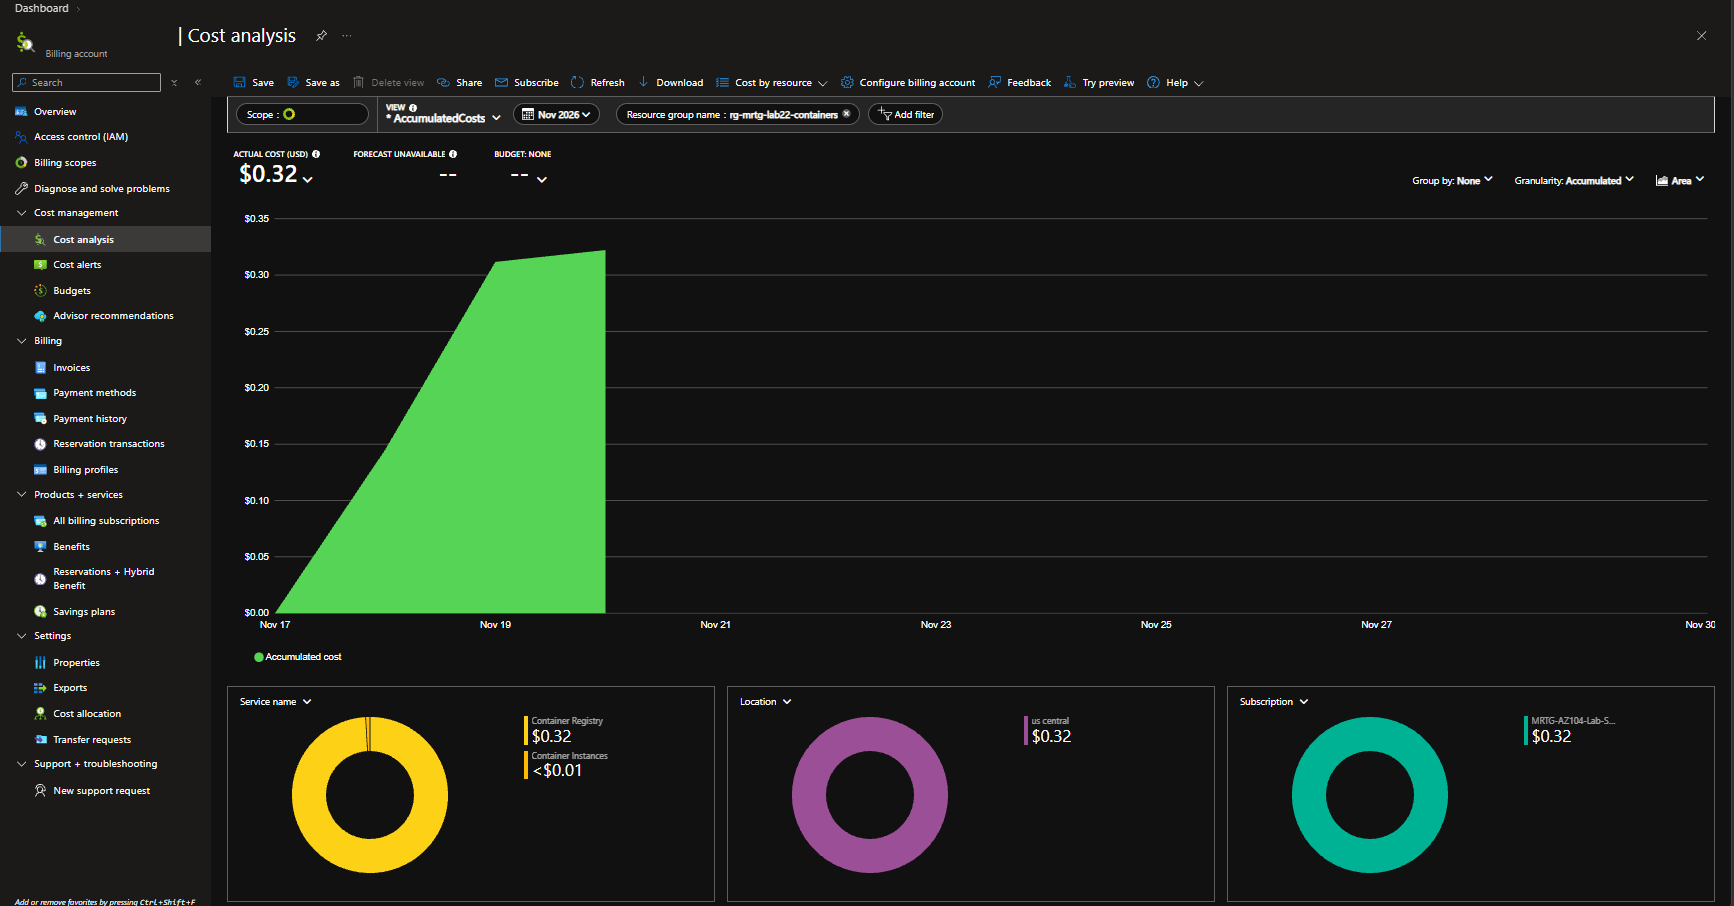 Dashboard
| Cost analysis
Billing account
Search
Overview
Access control (IAM)
Billing scopes
Diagnose and solve problems
Cost management
Cost analysis
Cost alerts
Budgets
Advisor recommendations
Billing
Invoices
Payment methods
Payment history
Reservation transactions
Billing profiles
Products + services
All billing subscriptions
Benefits
Reservations + Hybrid
Benefit
Savings plans
Settings
Properties
Exports
Cost allocation
Transfer requests
Support + troubleshooting
New support request
Add or remove favorites by pressing Ctrl+Shift+F
Save Save as Delete view Share Subscribe Refresh Download Cost by resource Configure billing account Feedback Try preview Help
Scope :
VIEW
* AccumulatedCosts
Nov 2026
Resource group name : rg-mrtg-lab22-containers
Add filter
ACTUAL COST (USD)
$0.32
FORECAST UNAVAILABLE
--
BUDGET: NONE
--
Group by: None
Granularity: Accumulated
Area
$0.35
$0.30
$0.25
$0.20
$0.15
$0.10
$0.05
$0.00
Nov 17 Nov 19 Nov 21 Nov 23 Nov 25 Nov 27 Nov 30
Accumulated cost
Service name
Container Registry
$0.32
Container Instances
<$0.01
Location
us central
$0.32
Subscription
MRTG-AZ104-Lab-S...
$0.32